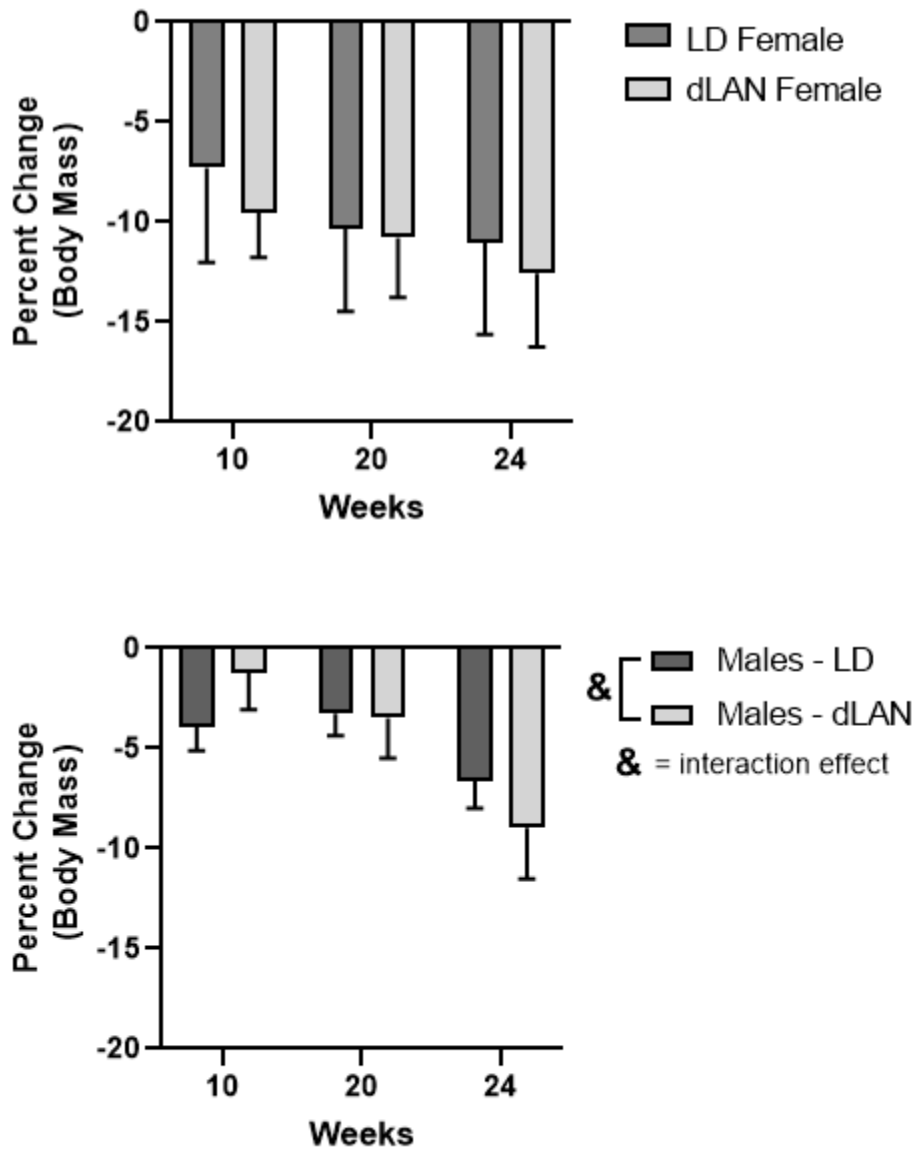 0
-5
-10
-15
-20
Percent Change
(Body Mass)
10 20 24
Weeks
LD Female
dLAN Female
0
-5
-10
-15
-20
Percent Change
(Body Mass)
10 20 24
Weeks
& Males - LD
Males - dLAN
& = interaction effect